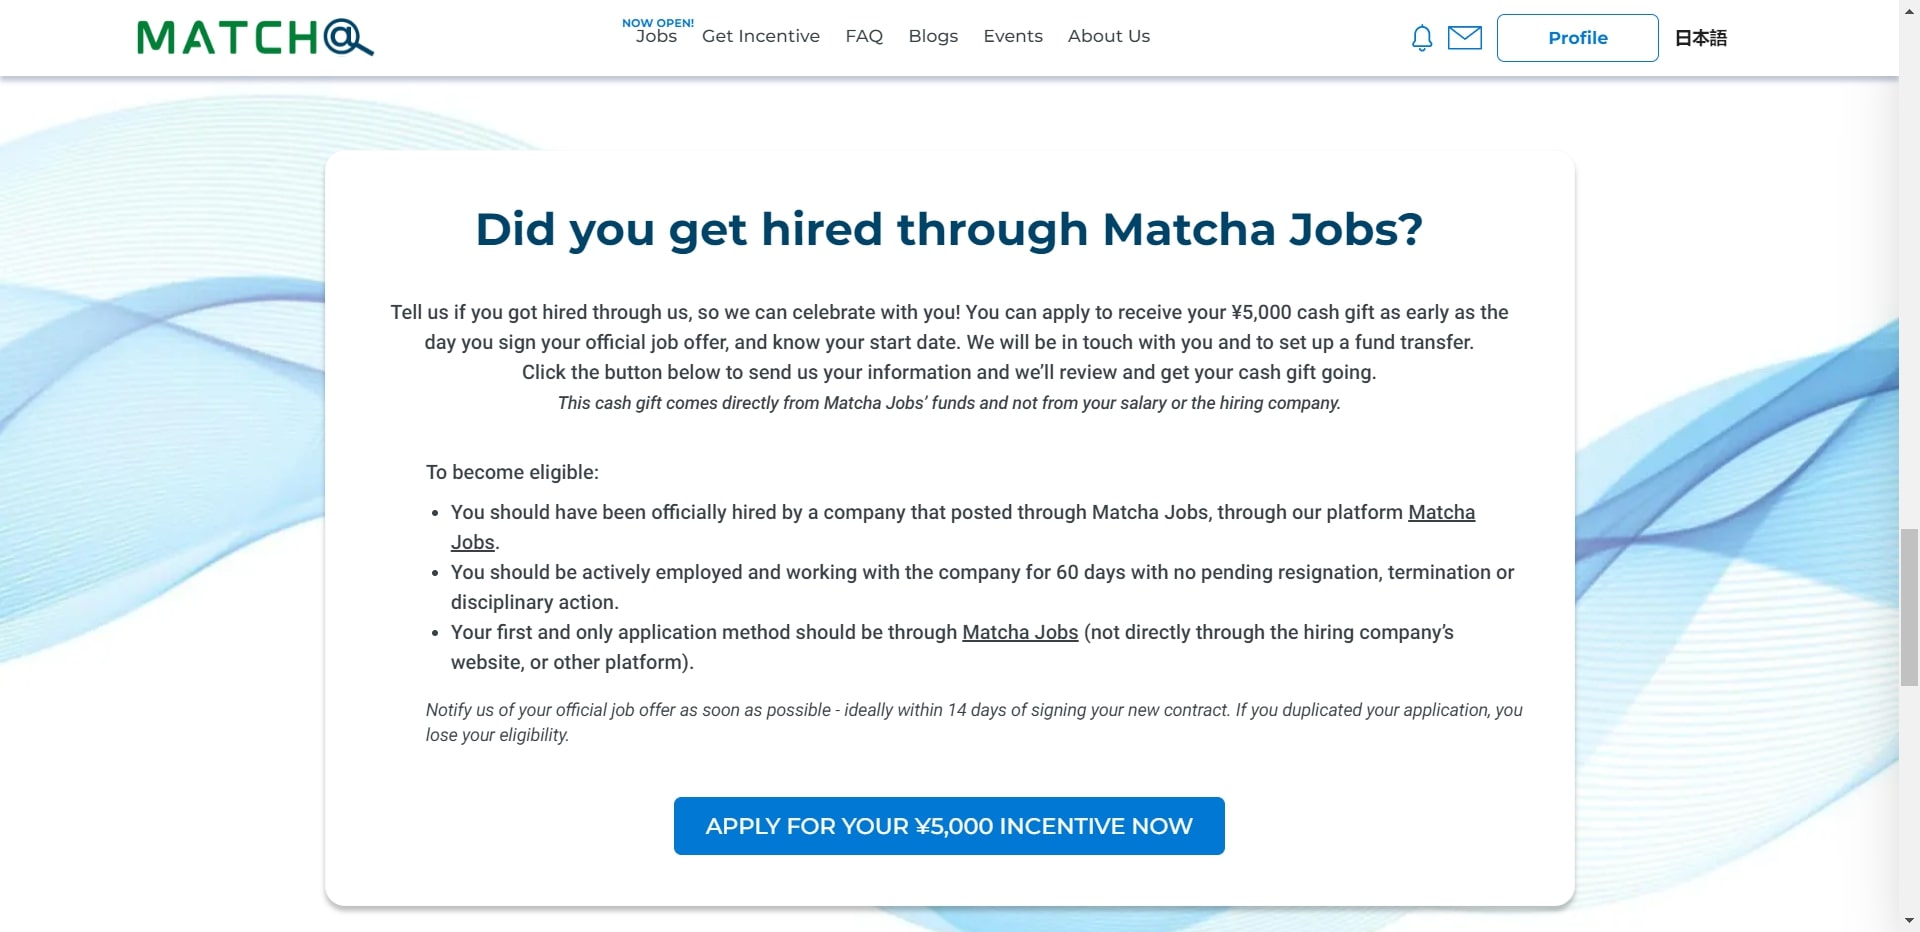 MATCH@
NOW OPEN!
Jobs Get Incentive FAQ Blogs Events About Us
Profile
日本語
Did you get hired through Matcha Jobs?
Tell us if you got hired through us, so we can celebrate with you! You can apply to receive your ¥5,000 cash gift as early as the
day you sign your official job offer, and know your start date. We will be in touch with you and to set up a fund transfer.
Click the button below to send us your information and we’ll review and get your cash gift going.
This cash gift comes directly from Matcha Jobs’ funds and not from your salary or the hiring company.
To become eligible:
• You should have been officially hired by a company that posted through Matcha Jobs, through our platform Matcha
Jobs.
• You should be actively employed and working with the company for 60 days with no pending resignation, termination or
disciplinary action.
• Your first and only application method should be through Matcha Jobs (not directly through the hiring company’s
website, or other platform).
Notify us of your official job offer as soon as possible - ideally within 14 days of signing your new contract. If you duplicated your application, you
lose your eligibility.
APPLY FOR YOUR ¥5,000 INCENTIVE NOW